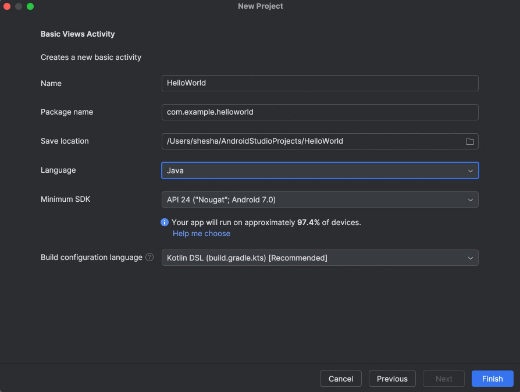 New Project
Basic Views Activity
Creates a new basic activity
Name HelloWorld
Package name com.example.helloworld
Save location /Users/shesha/AndroidStudioProjects/HelloWorld
Language Java
Minimum SDK API 24 ("Nougat"; Android 7.0)
Your app will run on approximately 97.4% of devices.
Help me choose
Build configuration language ? Kotlin DSL (build.gradle.kts) [Recommended]
Cancel Previous Next Finish